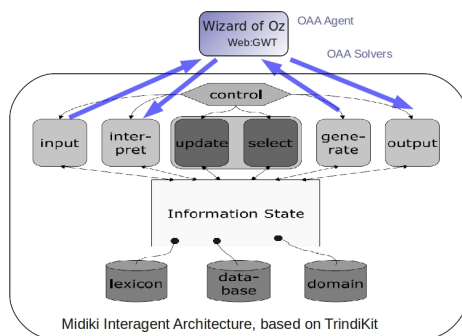 Wizard of Oz
Web:GWT
OAA Agent
OAA Solvers
control
input
inter-
pret
update
select
gene-
rate
output
Information State
lexicon
data-
base
domain
Midiki Interagent Architecture, based on TrindiKit